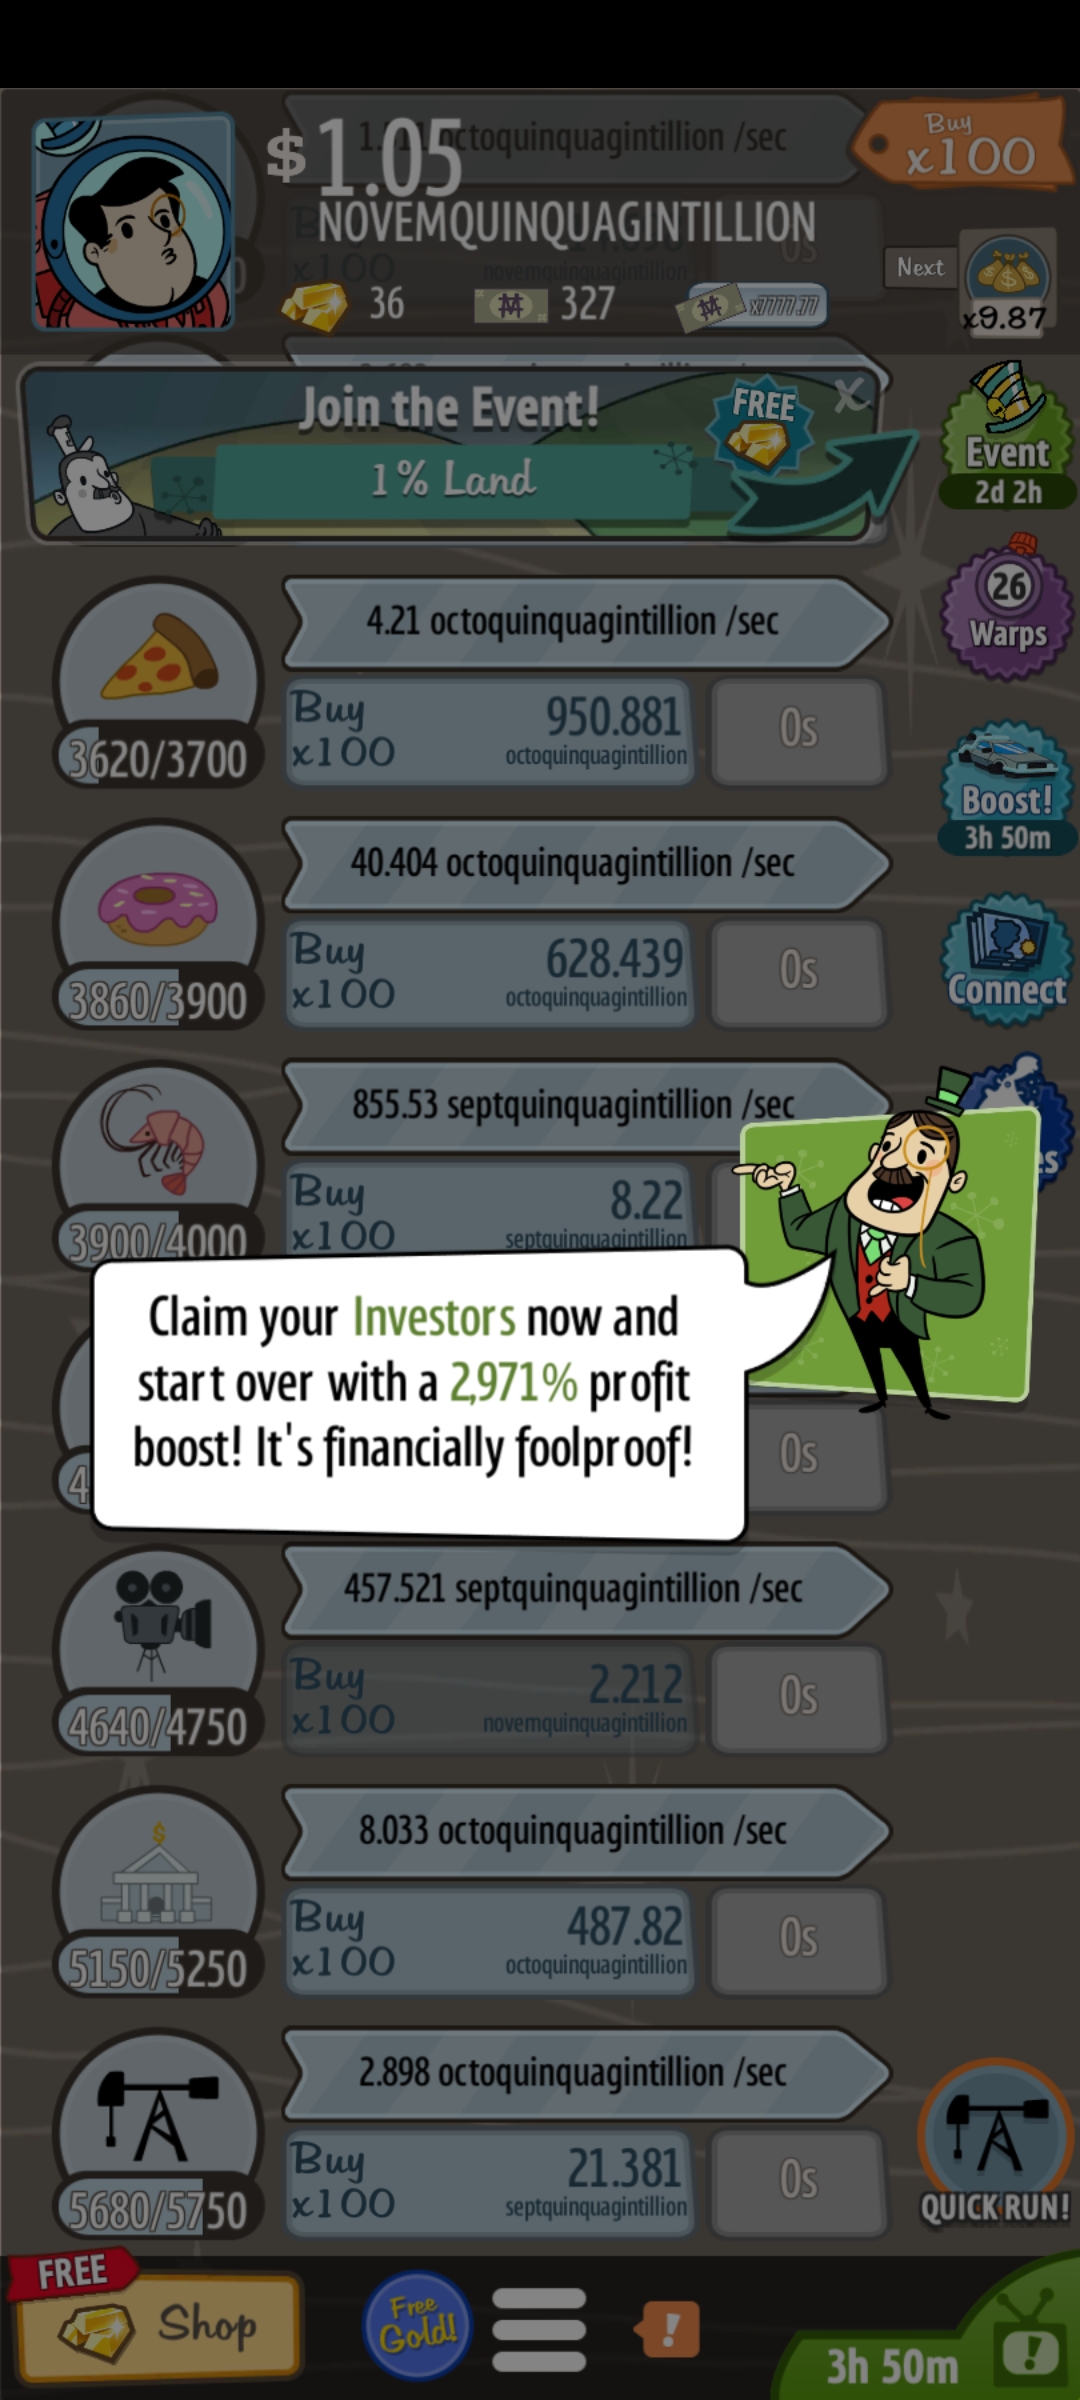 $1.05
NOVEMQUINQUAGINTILLION
octoquinquagintillion /sec
Buy
x100
novemquinquagintillion
0s
Buy
x100
36
327
x7777.77
Next
x9.87
Join the Event!
1% Land
FREE
X
Event
2d 2h
26
Warps
4.21 octoquinquagintillion /sec
3620/3700
Buy
x100
950.881
octoquinquagintillion
0s
Boost!
3h 50m
40.404 octoquinquagintillion /sec
3860/3900
Buy
x100
628.439
octoquinquagintillion
0s
Connect
855.53 septquinquagintillion /sec
3900/4000
Buy
x100
8.22
septquinquagintillion
es
Claim your Investors now and
start over with a 2,971% profit
boost! It's financially foolproof!
4
0s
457.521 septquinquagintillion /sec
4640/4750
Buy
x100
2.212
novemquinquagintillion
0s
8.033 octoquinquagintillion /sec
$
5150/5250
Buy
x100
487.82
octoquinquagintillion
0s
2.898 octoquinquagintillion /sec
5680/5750
Buy
x100
21.381
septquinquagintillion
0s
QUICK RUN!
FREE
Shop
Free
Gold!
!
3h 50m
!